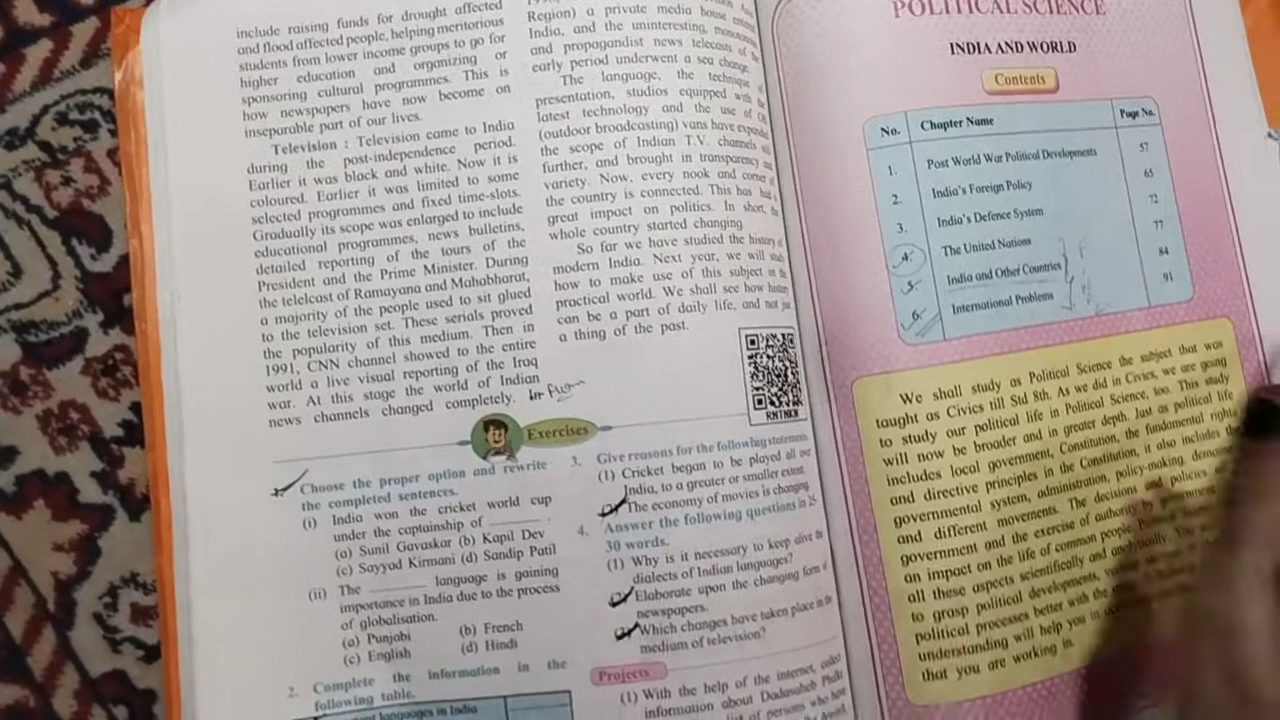 include raising funds for drought affected
and flood affected people, helping meritorious
students from lower income groups to go for
higher education and organizing or
sponsoring cultural programmes. This is
how newspapers have now become on
inseparable part of our lives.
Television : Television came to India
during the post-independence period.
Earlier it was black and white. Now it is
coloured. Earlier it was limited to some
selected programmes and fixed time-slots.
Gradually its scope was enlarged to include
educational programmes, news bulletins,
detailed reporting of the tours of the
President and the Prime Minister. During
the telelcast of Ramayana and Mahabharat,
a majority of the people used to sit glued
to the television set. These serials proved
the popularity of this medium. Then in
1991, CNN channel showed to the entire
world a live visual reporting of the Iraq
war. At this stage the world of Indian
news channels changed completely.
Region) a private media house
India, and the uninteresting,
and propagandist news telecasts of the
early period underwent a sea change.
The language, the technique of
presentation, studios equipped with the
latest technology and the use of OB
(outdoor broadcasting) vans have expanded
the scope of Indian T.V. channels
further, and brought in transparency and
variety. Now, every nook and corner of
the country is connected. This has had a
great impact on politics. In short, the
whole country started changing.
So far we have studied the history of
modern India. Next year, we will study
how to make use of this subject in the
practical world. We shall see how history
can be a part of daily life, and not just
a thing of the past.
Exercises
Choose the proper option and rewrite
the completed sentences.
(i) India won the cricket world cup
under the captainship of ______ .
(a) Sunil Gavaskar (b) Kapil Dev
(c) Sayyad Kirmani (d) Sandip Patil
(ii) The ______ language is gaining
importance in India due to the process
of globalisation.
(a) Punjabi (b) French
(c) English (d) Hindi
2. Complete the information in the
following table.
languages in India
3. Give reasons for the following statements.
(1) Cricket began to be played all over
India, to a greater or smaller extent.
The economy of movies is changing.
4. Answer the following questions in 25-
30 words.
(1) Why is it necessary to keep alive the
dialects of Indian languages?
Elaborate upon the changing form of
newspapers.
Which changes have taken place in the
medium of television?
Projects
(1) With the help of the internet, collect
information about Dadasaheb Phalke
list of persons who have
POLITICAL SCIENCE
INDIA AND WORLD
Contents
No. Chapter Name Page No.
1. Post World War Political Developments 57
2. India's Foreign Policy 65
3. India's Defence System 72
4. The United Nations 77
5. India and Other Countries 84
6. International Problems 91
We shall study as Political Science the subject that was
taught as Civics till Std 8th. As we did in Civics, we are going
to study our political life in Political Science, too. This study
will now be broader and in greater depth. Just as political life
includes local government, Constitution, the fundamental rights
and directive principles in the Constitution, it also includes the
governmental system, administration, policy-making,
and different movements. The decisions and policies
government and the exercise of authority by
an impact on the life of common people.
all these aspects scientifically and analytically. You
to grasp political developments,
political processes better with the
understanding will help you in
that you are working in.